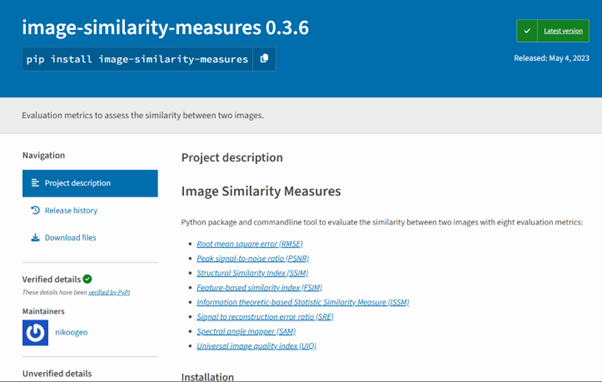 image-similarity-measures 0.3.6
pip install image-similarity-measures
Latest version
Released: May 4, 2023
Evaluation metrics to assess the similarity between two images.
Navigation
Project description
Release history
Download files
Verified details
These details have been verified by PyPI
Maintainers
nikoogeo
Unverified details
Project description
Image Similarity Measures
Python package and commandline tool to evaluate the similarity between two images with eight evaluation metrics:
Root mean square error (RMSE)
Peak signal-to-noise ratio (PSNR)
Structural Similarity Index (SSIM)
Feature-based similarity index (FSIM)
Information theoretic-based Statistic Similarity Measure (ISSM)
Signal to reconstruction error ratio (SRE)
Spectral angle mapper (SAM)
Universal image quality index (UIQ)
Installation